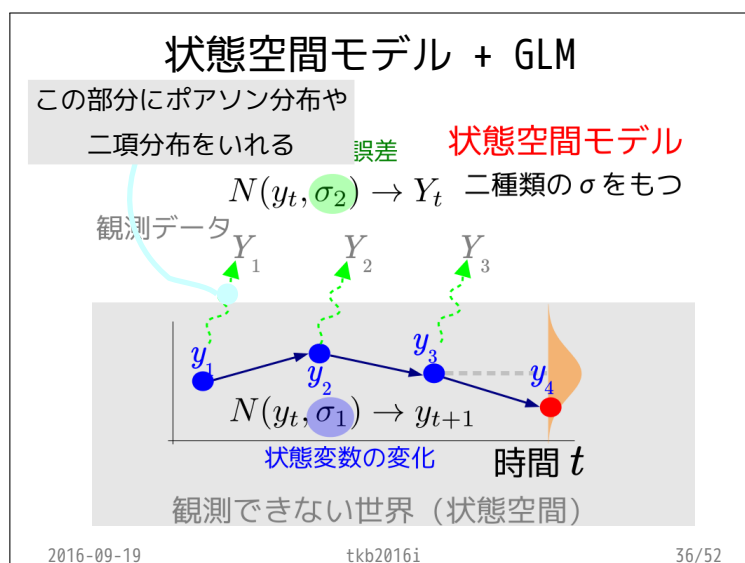 状態空間モデル + GLM
この部分にポアソン分布や
二項分布をいれる
誤差
状態空間モデル
N(y_t, σ_2) → Y_t
二種類のσをもつ
観測データ
Y_1
Y_2
Y_3
y_1
y_2
y_3
y_4
N(y_t, σ_1) → y_{t+1}
状態変数の変化
時間 t
観測できない世界 (状態空間)
2016-09-19
tkb2016i
36/52